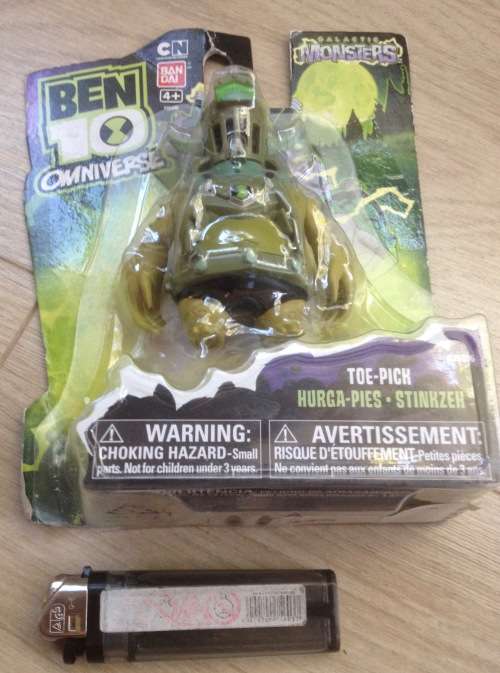 CN
BAN
DAI
4+
BEN
10
OMNIVERSE
GALACTIC
MONSTERS
TOE-PICK
HURGA-PIES • STINKZEH
WARNING:
CHOKING HAZARD-Small
parts. Not for children under 3 years.
AVERTISSEMENT:
RISQUE D'ÉTOUFFEMENT-Petites pièces.
Ne convient pas aux enfants de moins de 3 ans.